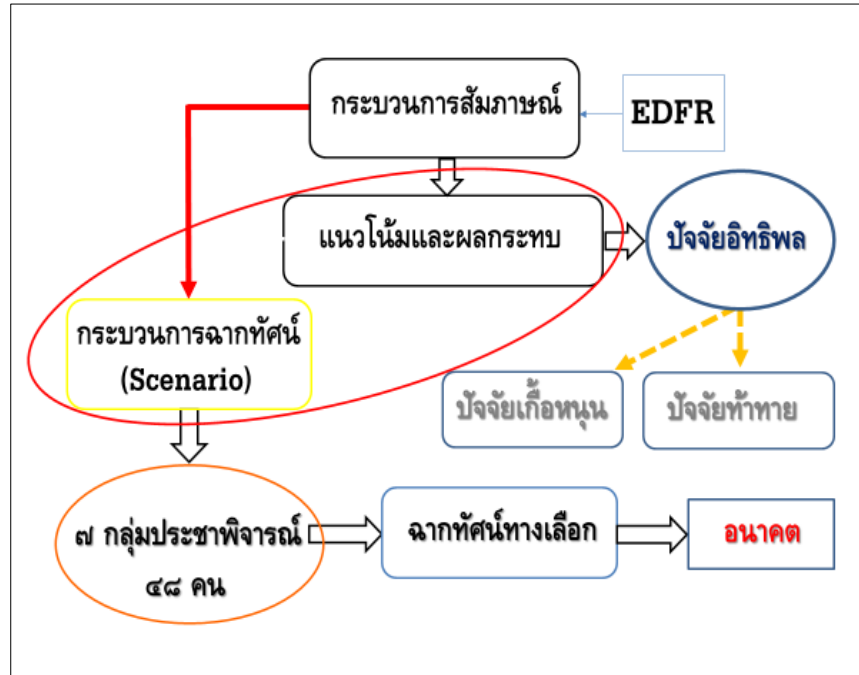 กระบวนการสัมภาษณ์
EDFR
แนวโน้มและผลกระทบ
ปัจจัยอิทธิพล
กระบวนการฉากทัศน์
(Scenario)
ปัจจัยเกื้อหนุน
ปัจจัยท้าทาย
๗ กลุ่มประชาพิจารณ์
๔๘ คน
ฉากทัศน์ทางเลือก
อนาคต